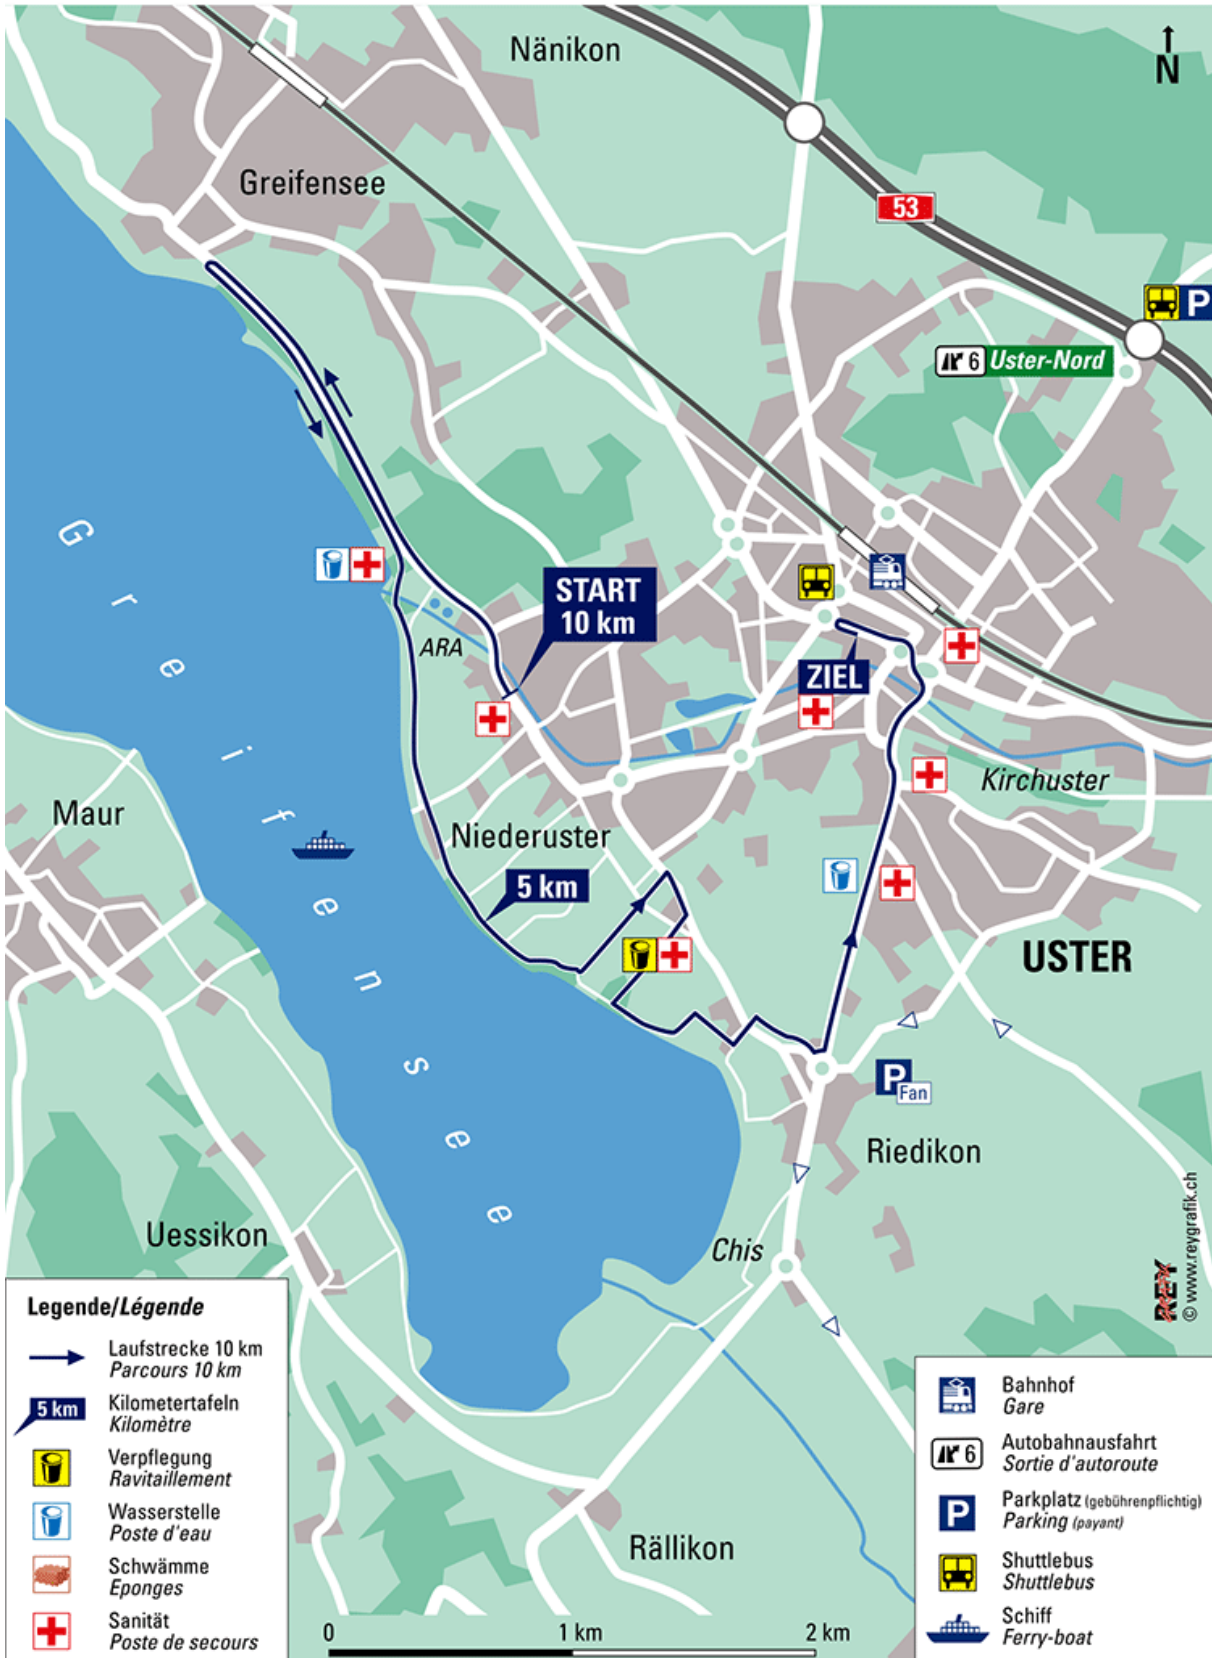 Nänikon
N
Greifensee
53
P
6 Uster-Nord
Greifensee
START
10 km
ARA
ZIEL
Kirchuster
Maur
Niederuster
5 km
USTER
P
Fan
Riedikon
Uessikon
Chis
Rällikon
REY
GRAFIK
© www.reygrafik.ch
Legende/Légende
Laufstrecke 10 km
Parcours 10 km
5 km
Kilometertafeln
Kilomètre
Verpflegung
Ravitaillement
Wasserstelle
Poste d'eau
Schwämme
Eponges
Sanität
Poste de secours
0 1 km 2 km
Bahnhof
Gare
6
Autobahnausfahrt
Sortie d'autoroute
P
Parkplatz (gebührenpflichtig)
Parking (payant)
Shuttlebus
Shuttlebus
Schiff
Ferry-boat